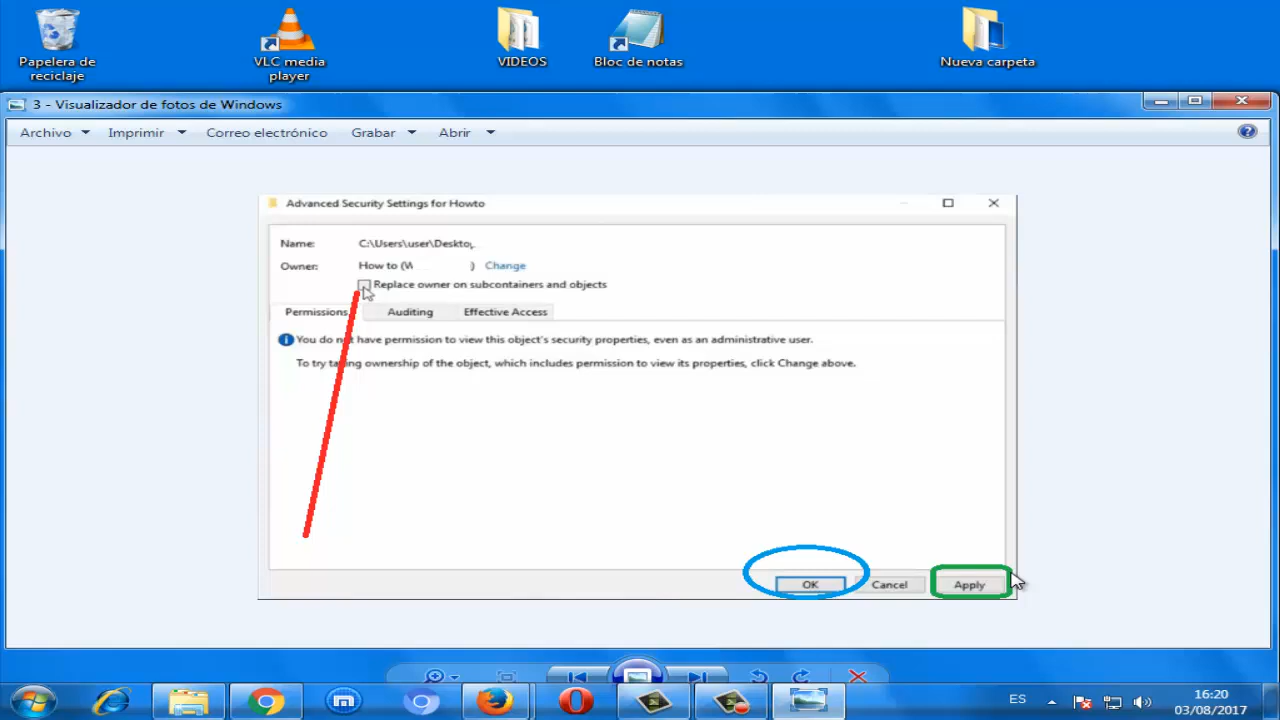 Papelera de
reciclaje
VLC media
player
VIDEOS
Bloc de notas
Nueva carpeta
3 - Visualizador de fotos de Windows
Archivo
Imprimir
Correo electrónico
Grabar
Abrir
Advanced Security Settings for Howto
Name:
C:\Users\user\Desktop
Owner:
How to (W )
Change
Replace owner on subcontainers and objects
Permissions
Auditing
Effective Access
You do not have permission to view this object's security properties, even as an administrative user.
To try taking ownership of the object, which includes permission to view its properties, click Change above.
OK
Cancel
Apply
ES
16:20
03/08/2017